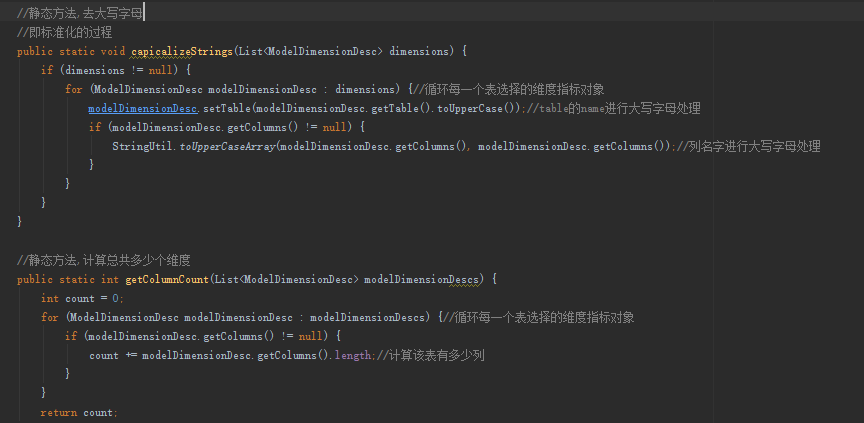 //静态方法,去大写字母
//即标准化的过程
public static void capicalizeStrings(List<ModelDimensionDesc> dimensions) {
if (dimensions != null) {
for (ModelDimensionDesc modelDimensionDesc : dimensions) {//循环每一个表选择的维度指标对象
modelDimensionDesc.setTable(modelDimensionDesc.getTable().toUpperCase());//table的name进行大写字母处理
if (modelDimensionDesc.getColumns() != null) {
StringUtil.toUpperCaseArray(modelDimensionDesc.getColumns(), modelDimensionDesc.getColumns());//列名字进行大写字母处理
}
}
}
}
//静态方法,计算总共多少个维度
public static int getColumnCount(List<ModelDimensionDesc> modelDimensionDescs) {
int count = 0;
for (ModelDimensionDesc modelDimensionDesc : modelDimensionDescs) {//循环每一个表选择的维度指标对象
if (modelDimensionDesc.getColumns() != null) {
count += modelDimensionDesc.getColumns().length;//计算该表有多少列
}
}
return count;